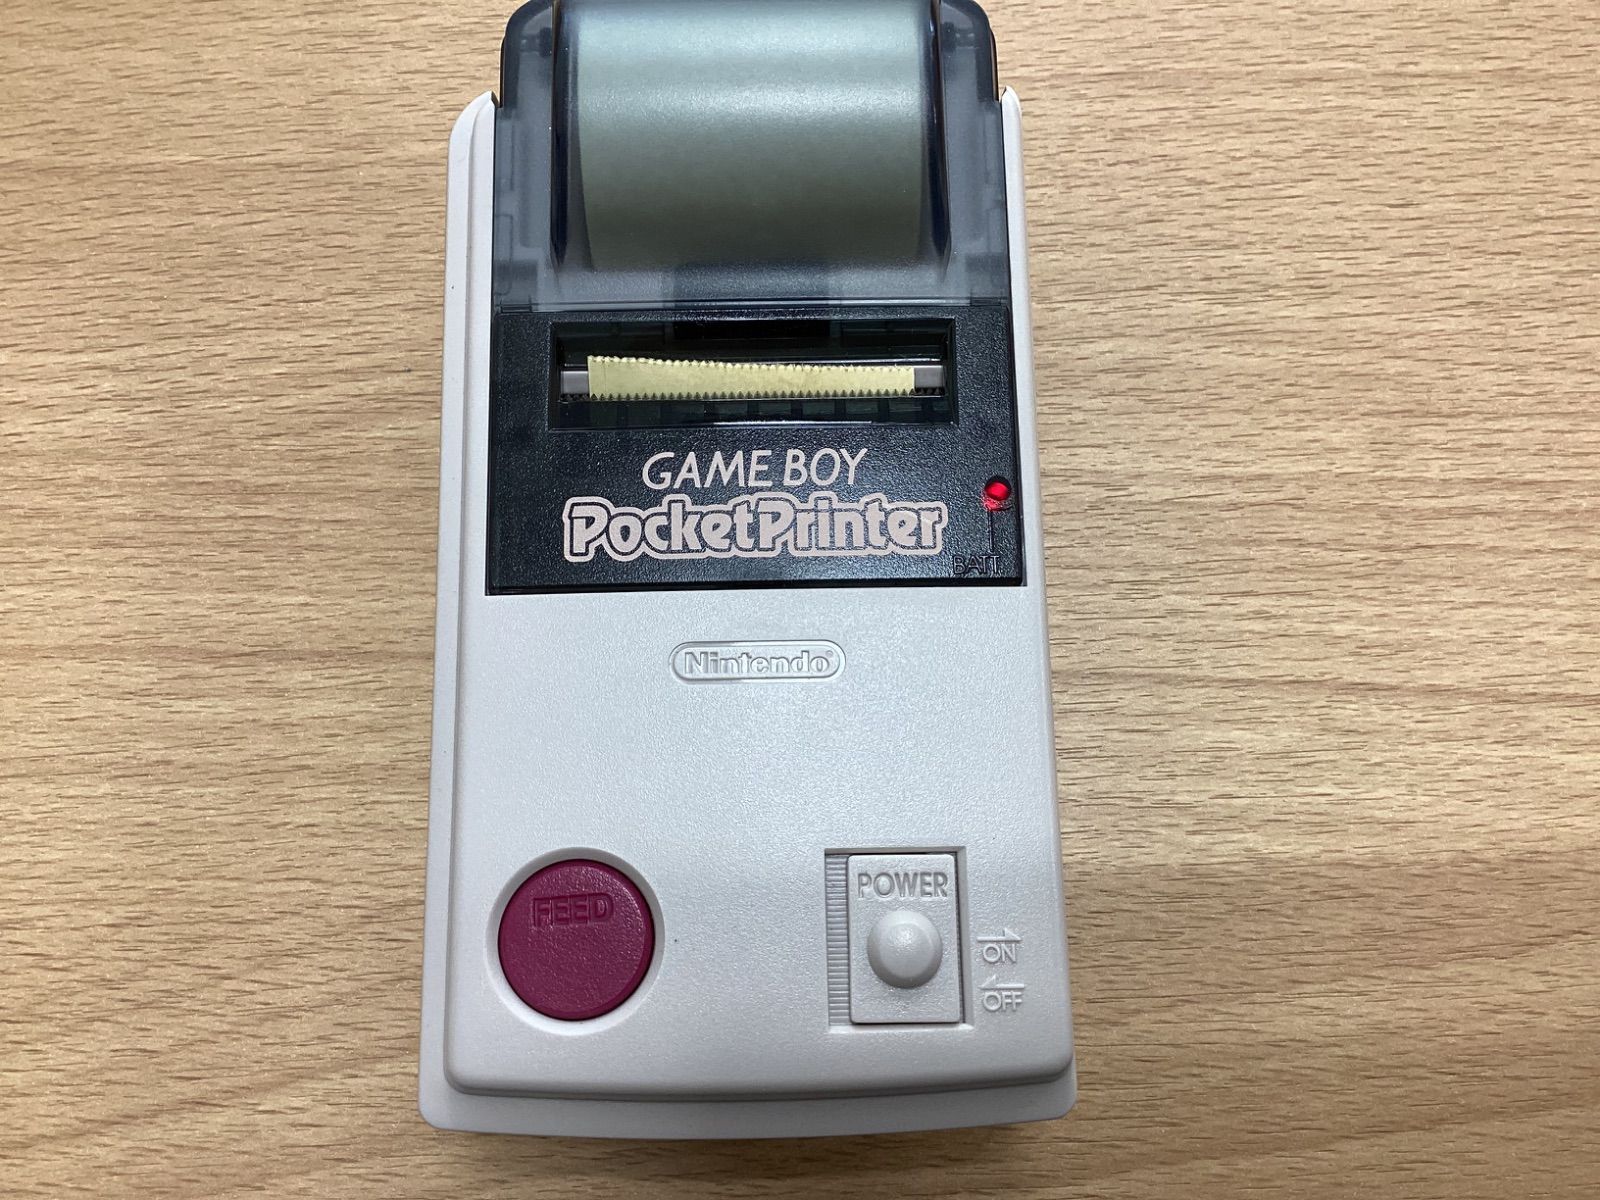 GAME BOY
PocketPrinter
BATT
Nintendo®
FEED
POWER
ON
OFF